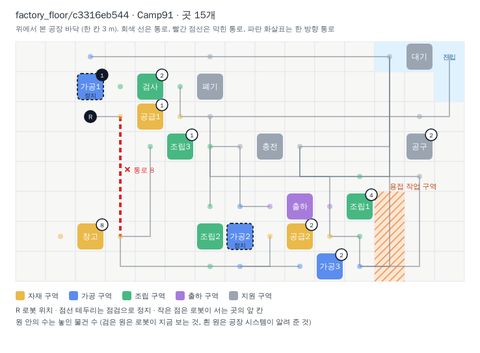 factory_floor/c3316eb544 · Camp91 · 곳 15개
위에서 본 공장 바닥 (한 칸 3 m). 회색 선은 통로, 빨간 점선은 막힌 통로, 파란 화살표는 한 방향 통로
대기
진입
가공1
정지
1
검사
2
폐기
R
공급1
1
조립3
1
충전
공구
2
통로 8
용접 작업 구역
창고
8
조립2
가공2
정지
출하
공급2
2
조립1
4
가공3
2
자재 구역
가공 구역
조립 구역
출하 구역
지원 구역
R 로봇 위치 · 점선 테두리는 점검으로 정지 · 작은 점은 로봇이 서는 곳의 앞 칸
원 안의 수는 놓인 물건 수 (검은 원은 로봇이 지금 보는 것, 흰 원은 공장 시스템이 알려 준 것)